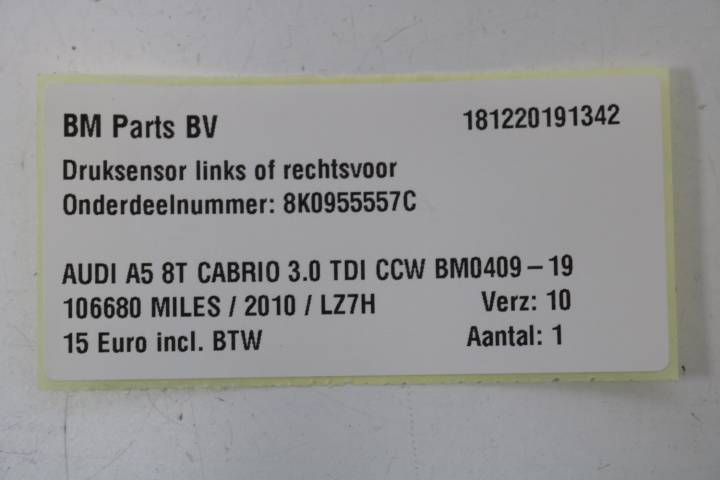 BM Parts BV 181220191342
Druksensor links of rechtsvoor
Onderdeelnummer: 8K0955557C
AUDI A5 8T CABRIO 3.0 TDI CCW BM0409 – 19
106680 MILES / 2010 / LZ7H Verz: 10
15 Euro incl. BTW Aantal: 1